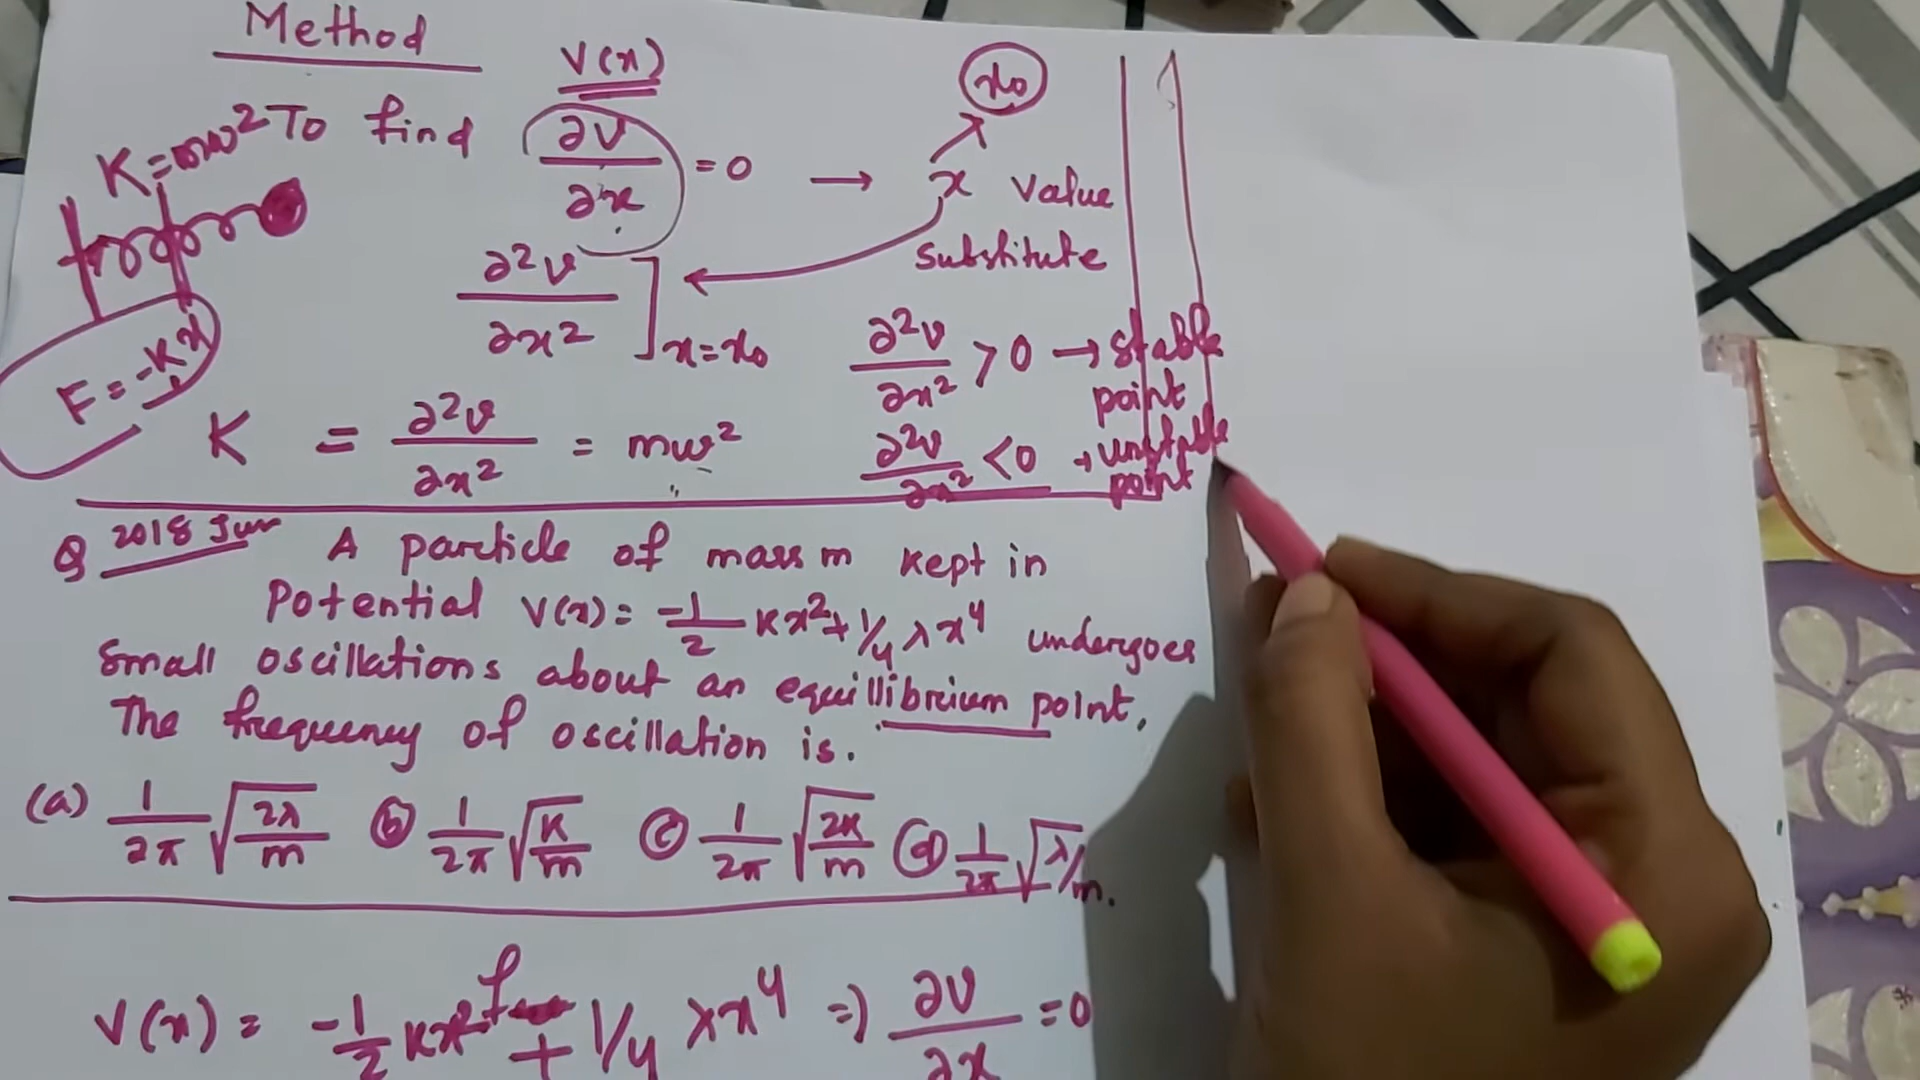 Method
V(x)
x₀
K=mω² To find ∂V/∂x = 0 → x Value
Substitute
∂²V/∂x² ]x=x₀
F=-Kx
∂²V/∂x² > 0 → Stable
point
K = ∂²V/∂x² = mω²
∂²V/∂x² < 0 → unstable
point
Q 2018 Jun A particle of mass m kept in
Potential V(x)= -1/2 Kx²+ 1/4 λx⁴ undergoes
Small oscillations about an equillibrium point.
The frequency of oscillation is.
(a) 1/2π √2λ/m (b) 1/2π √K/m (c) 1/2π √2K/m (d) 1/2π √λ/m.
V(x) = -1/2 Kx² + 1/4 λx⁴ ⇒ ∂V/∂x = 0